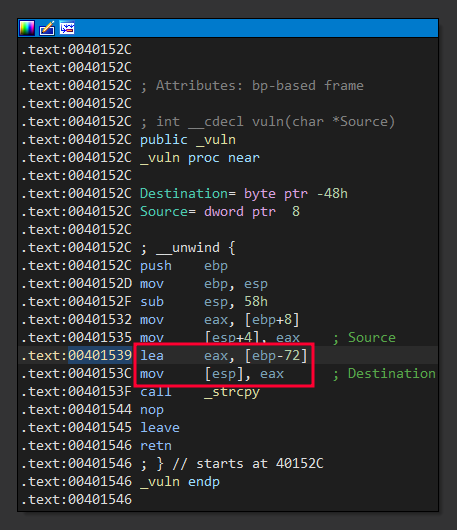 .text:0040152C
.text:0040152C
.text:0040152C ; Attributes: bp-based frame
.text:0040152C
.text:0040152C ; int __cdecl vuln(char *Source)
.text:0040152C public _vuln
.text:0040152C _vuln proc near
.text:0040152C
.text:0040152C Destination= byte ptr -48h
.text:0040152C Source= dword ptr  8
.text:0040152C
.text:0040152C ; __unwind {
.text:0040152C push    ebp
.text:0040152D mov     ebp, esp
.text:0040152F sub     esp, 58h
.text:00401532 mov     eax, [ebp+8]
.text:00401535 mov     [esp+4], eax    ; Source
.text:00401539 lea     eax, [ebp-72]
.text:0040153C mov     [esp], eax      ; Destination
.text:0040153F call    _strcpy
.text:00401544 nop
.text:00401545 leave
.text:00401546 retn
.text:00401546 ; } // starts at 40152C
.text:00401546 _vuln endp
.text:00401546